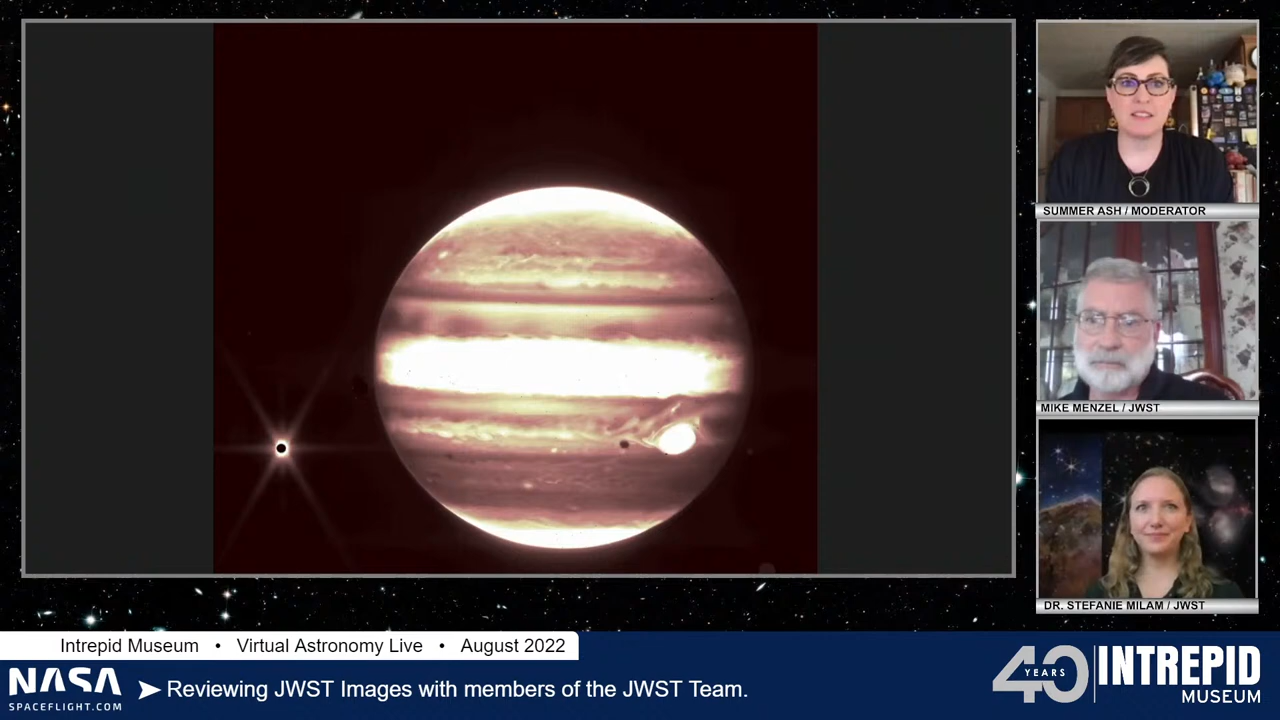 SUMMER ASH / MODERATOR
MIKE MENZEL / JWST
DR. STEFANIE MILAM / JWST
Intrepid Museum • Virtual Astronomy Live • August 2022
NASA
SPACEFLIGHT.COM
Reviewing JWST Images with members of the JWST Team.
40
YEARS
INTREPID
MUSEUM